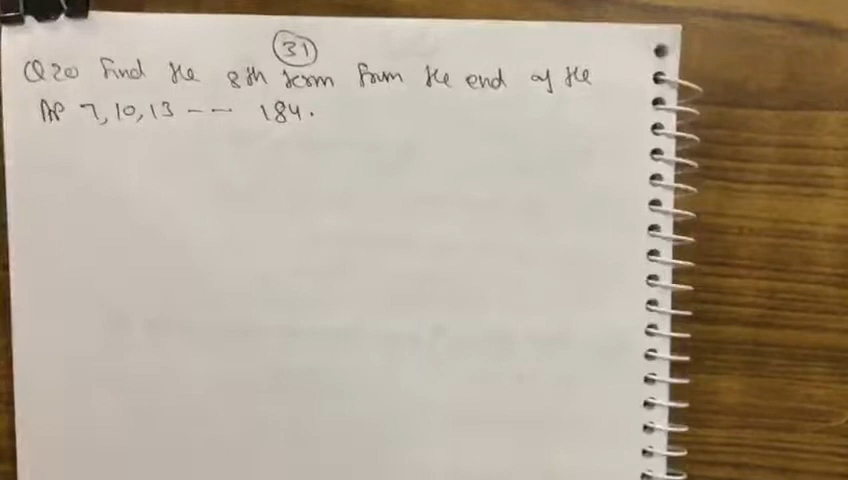 31
Q20 Find the 8th term from the end of the
AP 7, 10, 13 -- -- 184.